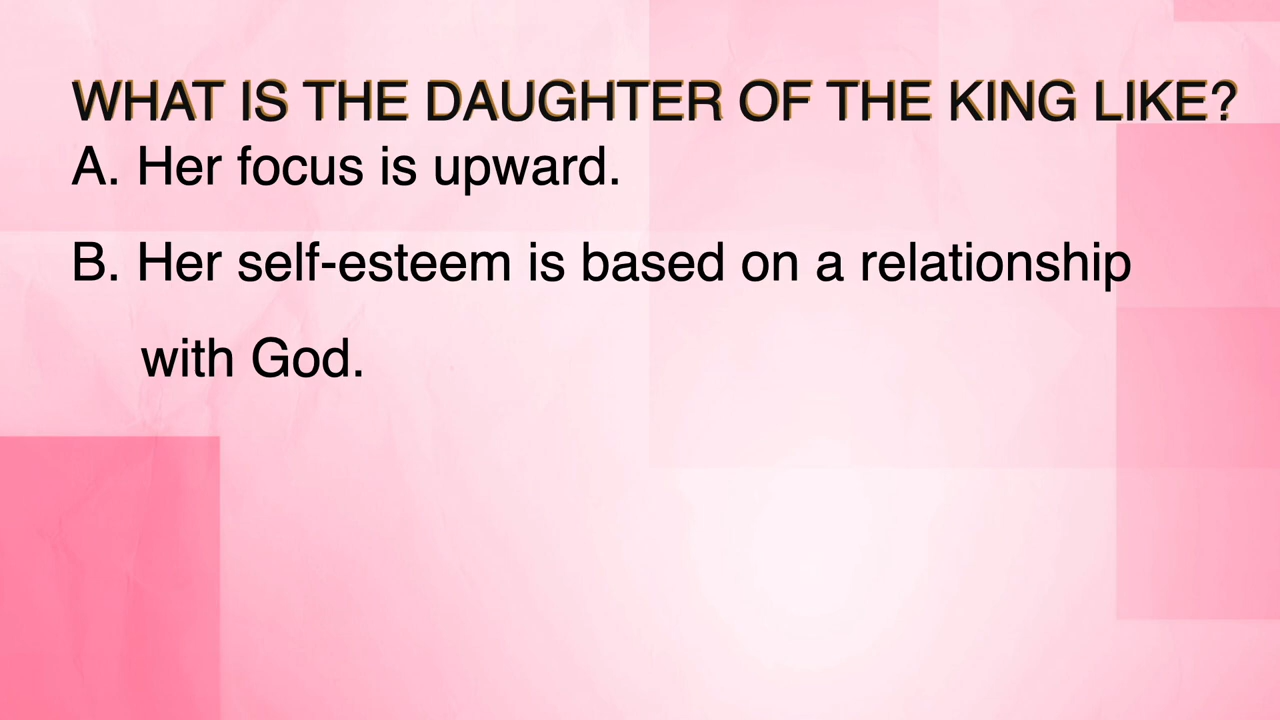 WHAT IS THE DAUGHTER OF THE KING LIKE?
A. Her focus is upward.
B. Her self-esteem is based on a relationship
with God.